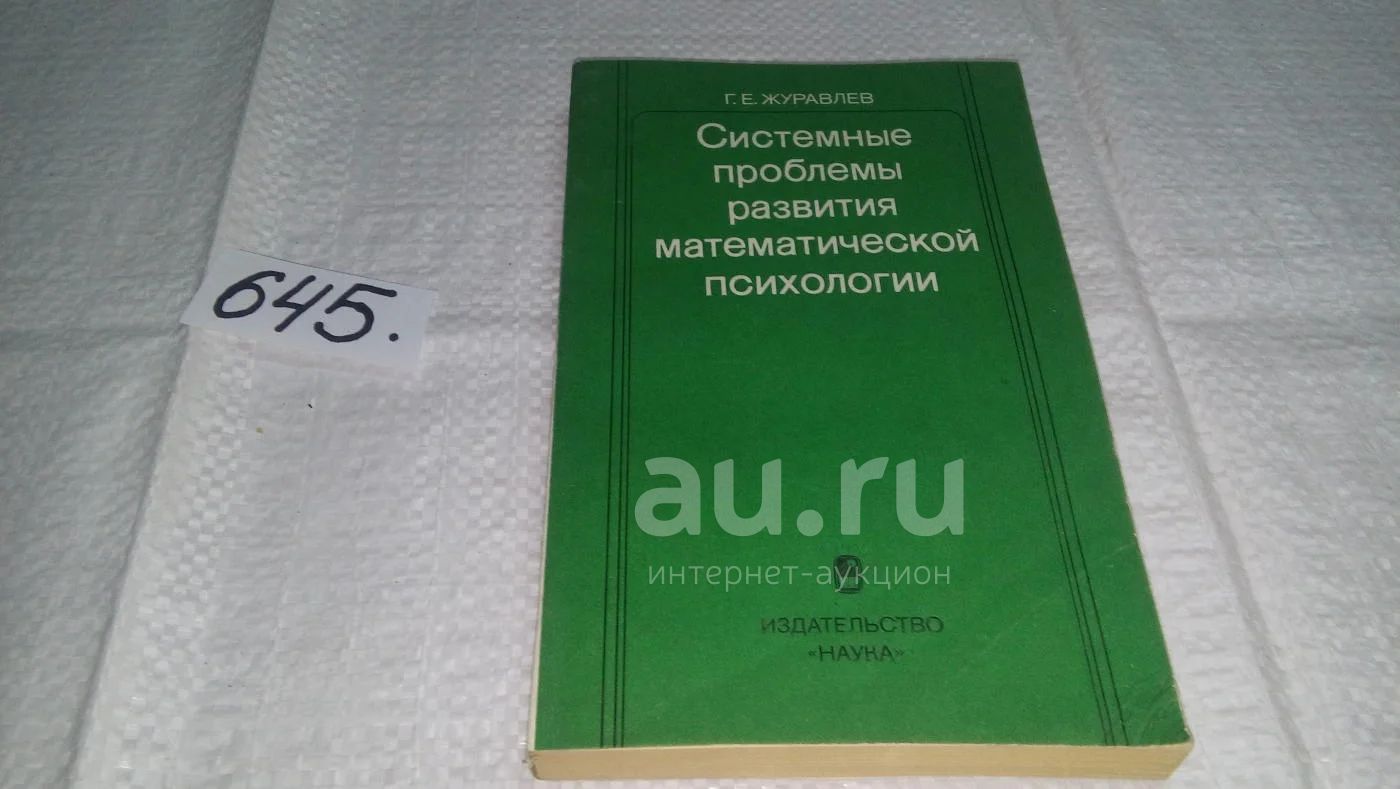 Г. Е. ЖУРАВЛЕВ
Системные
проблемы
развития
математической
психологии
645.
au.ru
интернет-аукцион
ИЗДАТЕЛЬСТВО
«НАУКА»